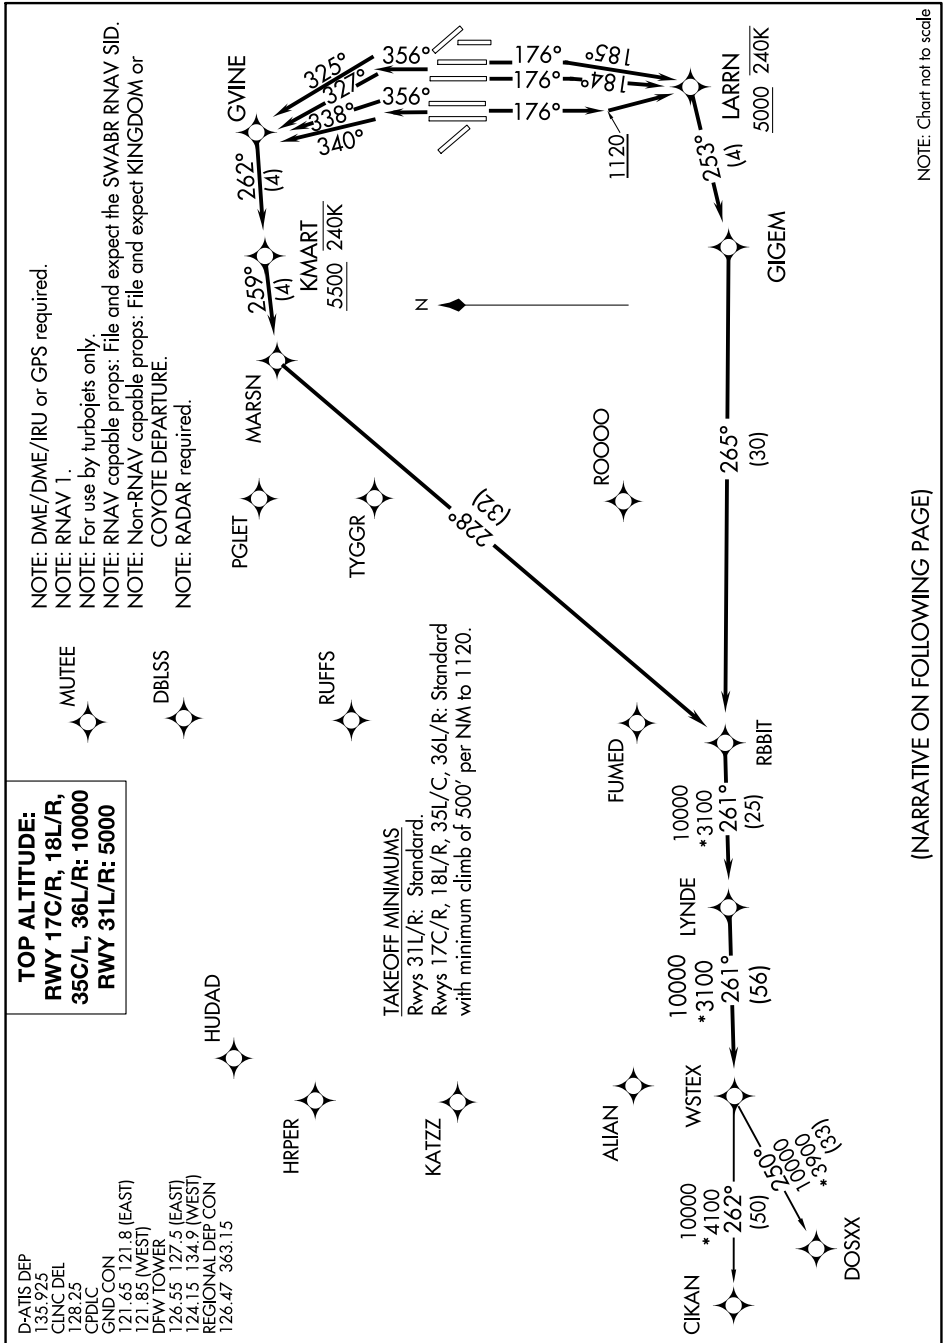 TOP ALTITUDE:
RWY 17C/R, 18L/R,
35C/L, 36L/R: 10000
RWY 31L/R: 5000
D-ATIS DEP
135.925
CLNC DEL
128.25
CPDLC
GND CON
121.65 121.8 (EAST)
121.85 (WEST)
DFW TOWER
126.55 127.5 (EAST)
124.15 134.9 (WEST)
REGIONAL DEP CON
126.47 363.15
NOTE: DME/DME/IRU or GPS required.
NOTE: RNAV 1.
NOTE: For use by turbojets only.
NOTE: RNAV capable props: File and expect the SWABR RNAV SID.
NOTE: Non-RNAV capable props: File and expect KINGDOM or
COYOTE DEPARTURE.
NOTE: RADAR required.
MUTEE
DBLSS
RUFFS
HUDAD
HRPER
KATZZ
ALIAN
FUMED
PGLET
TYGGR
ROOOO
TAKEOFF MINIMUMS
Rwys 31L/R: Standard.
Rwys 17C/R, 18L/R, 35L/C, 36L/R: Standard
with minimum climb of 500' per NM to 1120.
GVINE
325°
327°
338°
340°
356°
356°
262°
(4)
KMART
5500 240K
259°
(4)
MARSN
228°
(32)
N
176°
176°
176°
185°
184°
1120
LARRN
5000 240K
253°
(4)
GIGEM
265°
(30)
RBBIT
10000
*3100
261°
(25)
LYNDE
10000
*3100
261°
(56)
WSTEX
10000
*4100
262°
(50)
CIKAN
250°
10000
*3900
(33)
DOSXX
NOTE: Chart not to scale
(NARRATIVE ON FOLLOWING PAGE)